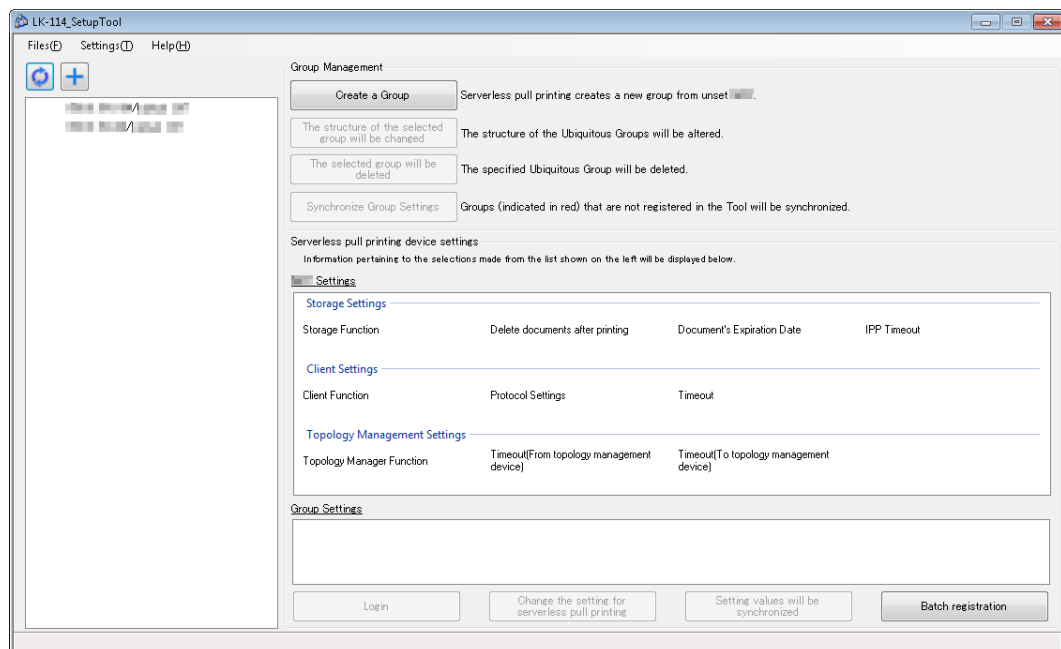 LK-114_SetupTool
Files(F) Settings(T) Help(H)
Group Management
Create a Group
Serverless pull printing creates a new group from unset .
The structure of the selected
group will be changed
The structure of the Ubiquitous Groups will be altered.
The selected group will be
deleted
The specified Ubiquitous Group will be deleted.
Synchronize Group Settings
Groups (indicated in red) that are not registered in the Tool will be synchronized.
Serverless pull printing device settings
Information pertaining to the selections made from the list shown on the left will be displayed below.
Settings
Storage Settings
Storage Function Delete documents after printing Document's Expiration Date IPP Timeout
Client Settings
Client Function Protocol Settings Timeout
Topology Management Settings
Topology Manager Function
Timeout(From topology management
device)
Timeout(To topology management
device)
Group Settings
Login
Change the setting for
serverless pull printing
Setting values will be
synchronized
Batch registration